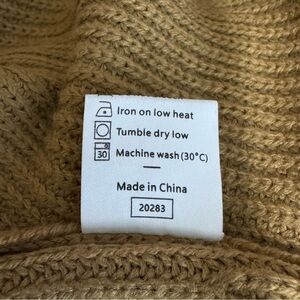 Iron on low heat
Tumble dry low
30 Machine wash (30°C)
Made in China
20283